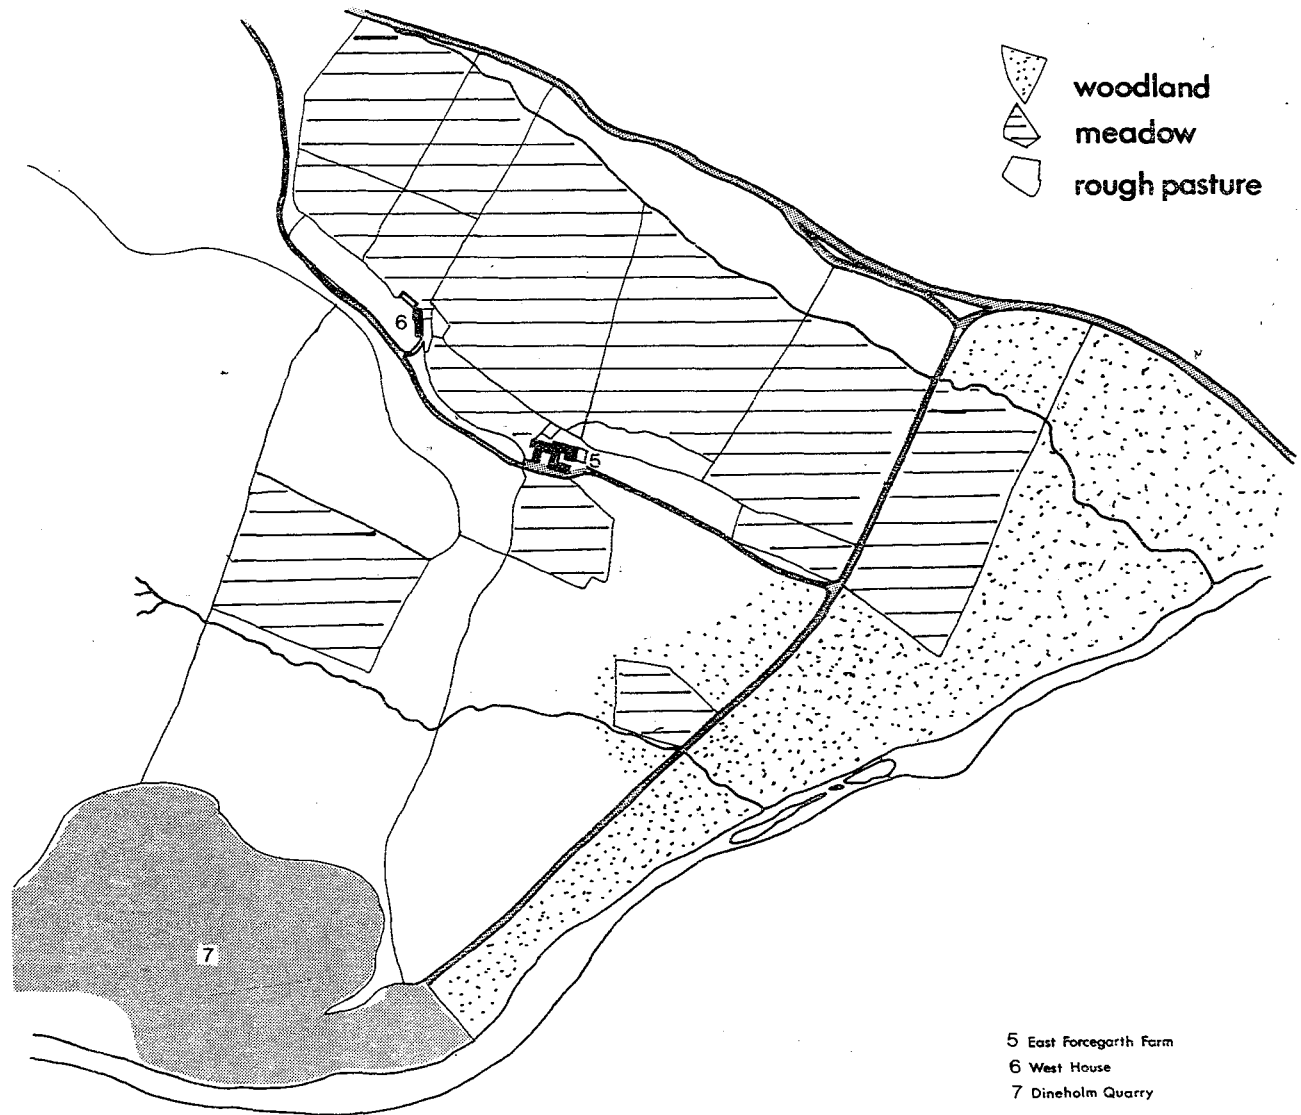 woodland
meadow
rough pasture
6
5
7
5 East Forcegarth Farm
6 West House
7 Dineholm Quarry